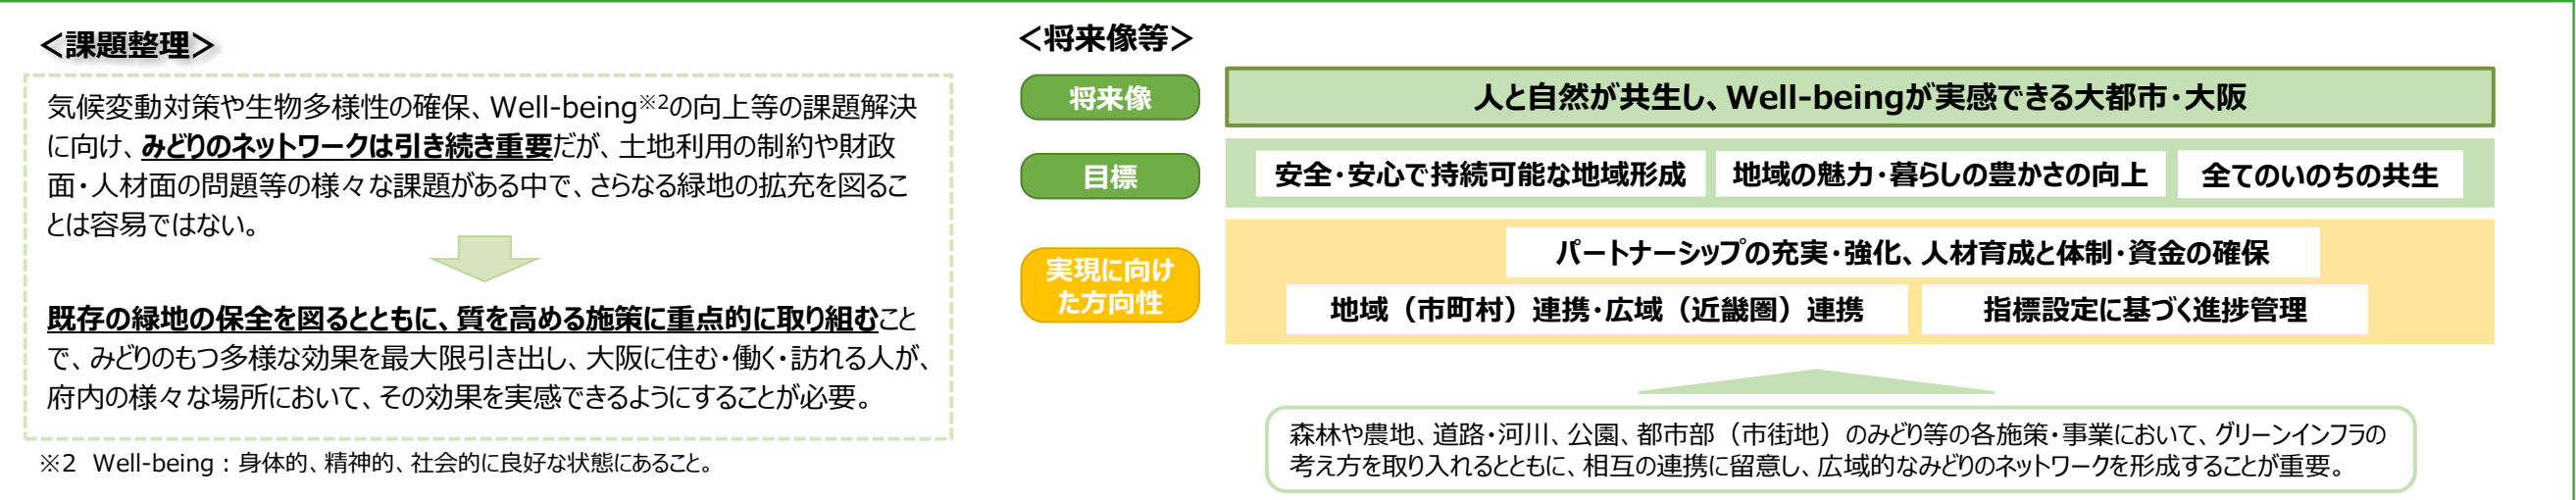 ＜課題整理＞
気候変動対策や生物多様性の確保、Well-being※2の向上等の課題解決
に向け、みどりのネットワークは引き続き重要だが、土地利用の制約や財政
面・人材面の問題等の様々な課題がある中で、さらなる緑地の拡充を図るこ
とは容易ではない。
既存の緑地の保全を図るとともに、質を高める施策に重点的に取り組むこと
で、みどりのもつ多様な効果を最大限引き出し、大阪に住む・働く・訪れる人が、
府内の様々な場所において、その効果を実感できるようにすることが必要。
※2　Well-being：身体的、精神的、社会的に良好な状態にあること。
＜将来像等＞
将来像
人と自然が共生し、Well-beingが実感できる大都市・大阪
目標
安全・安心で持続可能な地域形成　地域の魅力・暮らしの豊かさの向上　全てのいのちの共生
実現に向け
た方向性
パートナーシップの充実・強化、人材育成と体制・資金の確保
地域（市町村）連携・広域（近畿圏）連携　指標設定に基づく進捗管理
森林や農地、道路・河川、公園、都市部（市街地）のみどり等の各施策・事業において、グリーンインフラの
考え方を取り入れるとともに、相互の連携に留意し、広域的なみどりのネットワークを形成することが重要。